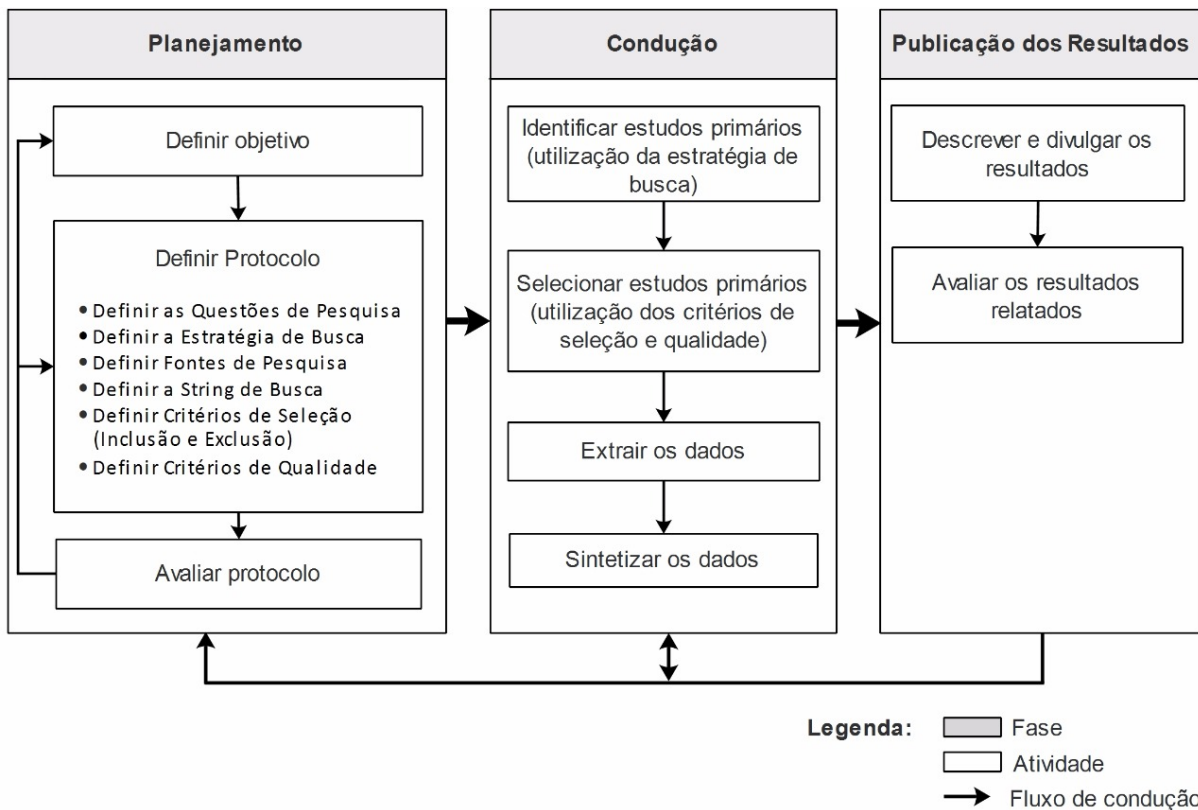 Planejamento
Definir objetivo
Definir Protocolo
• Definir as Questões de Pesquisa
• Definir a Estratégia de Busca
• Definir Fontes de Pesquisa
• Definir a String de Busca
• Definir Critérios de Seleção
(Inclusão e Exclusão)
• Definir Critérios de Qualidade
Avaliar protocolo
Condução
Identificar estudos primários
(utilização da estratégia de
busca)
Selecionar estudos primários
(utilização dos critérios de
seleção e qualidade)
Extrair os dados
Sintetizar os dados
Publicação dos Resultados
Descrever e divulgar os
resultados
Avaliar os resultados
relatados
Legenda:
Fase
Atividade
Fluxo de condução